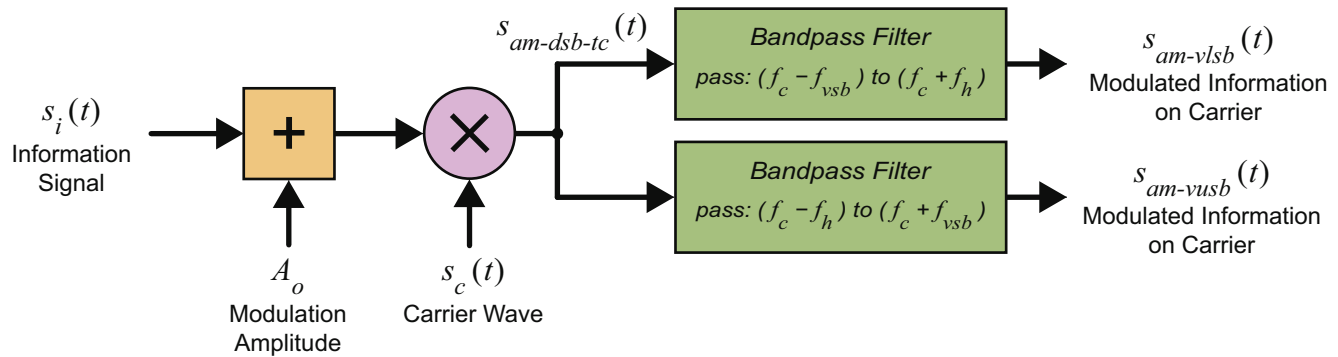 s_i(t)
Information
Signal
+
A_o
Modulation
Amplitude
×
s_c(t)
Carrier Wave
s_am-dsb-tc(t)
Bandpass Filter
pass: (f_c − f_vsb) to (f_c + f_h)
s_am-vlsb(t)
Modulated Information
on Carrier
Bandpass Filter
pass: (f_c − f_h) to (f_c + f_vsb)
s_am-vusb(t)
Modulated Information
on Carrier